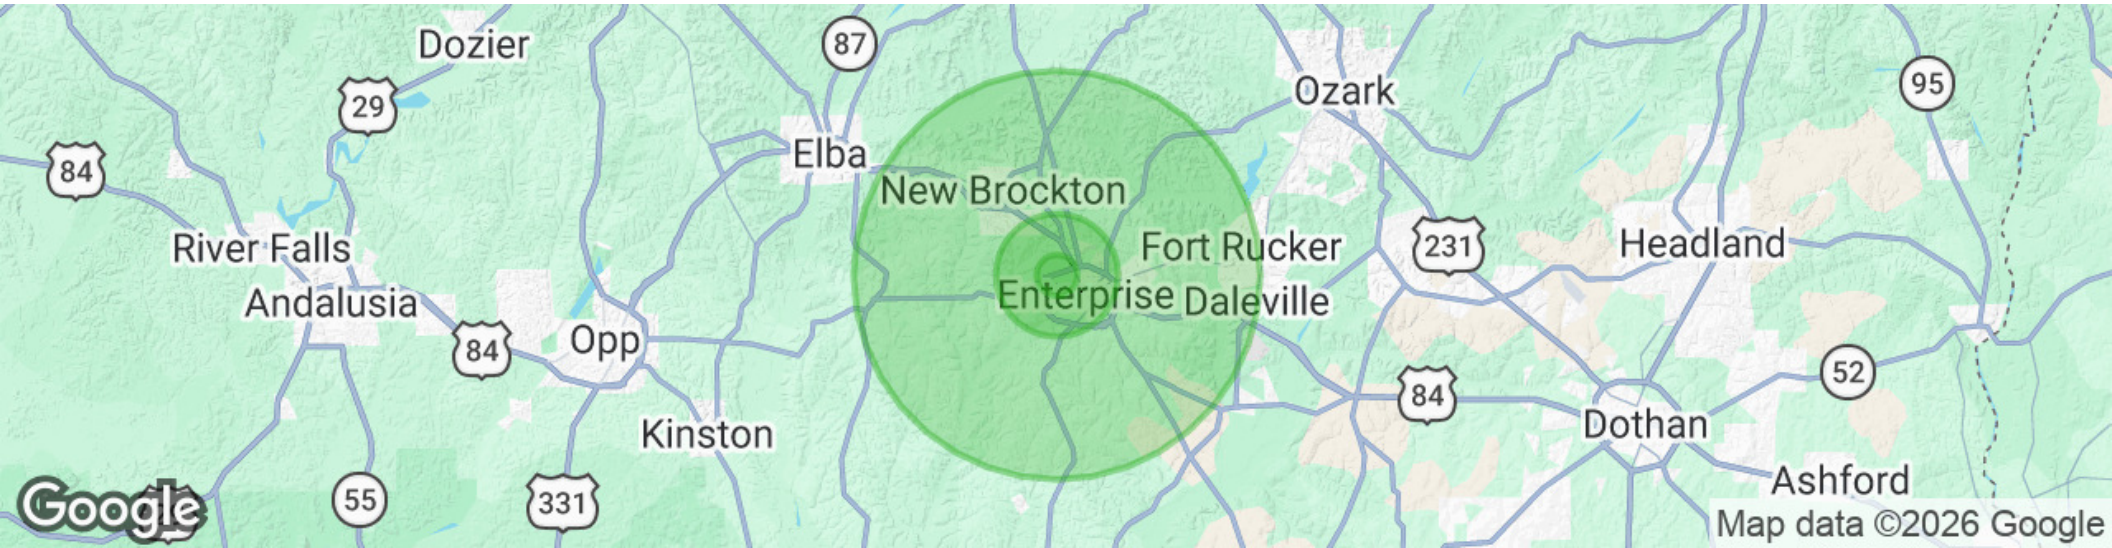 Dozier
87
Ozark
95
29
Elba
84
New Brockton
River Falls
Fort Rucker
231
Headland
Andalusia
Enterprise
Daleville
84
Opp
52
84
Kinston
Dothan
55
331
Ashford
Google
Map data ©2026 Google